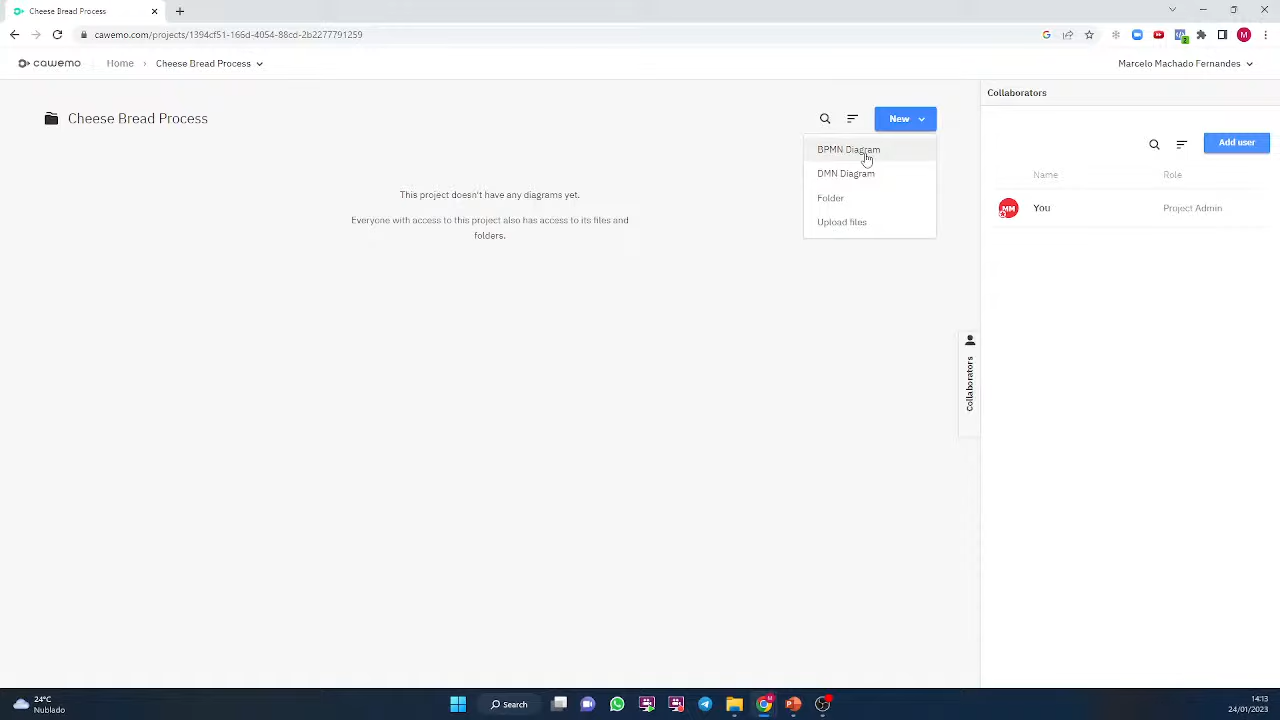 Cheese Bread Process
cawemo.com/projects/1394cf51-166d-4054-88cd-2b2277791259
cawemo
Home
Cheese Bread Process
Marcelo Machado Fernandes
Cheese Bread Process
New
BPMN Diagram
DMN Diagram
Folder
Upload files
This project doesn't have any diagrams yet.
Everyone with access to this project also has access to its files and
folders.
Collaborators
Collaborators
Add user
Name
Role
MM
You
Project Admin
24°C
Nublado
Search
14:13
24/01/2023